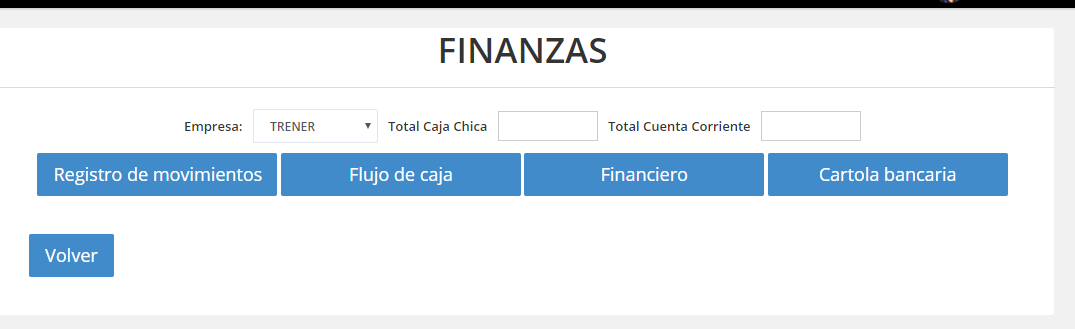 FINANZAS
Empresa: TRENER Total Caja Chica Total Cuenta Corriente
Registro de movimientos Flujo de caja Financiero Cartola bancaria
Volver